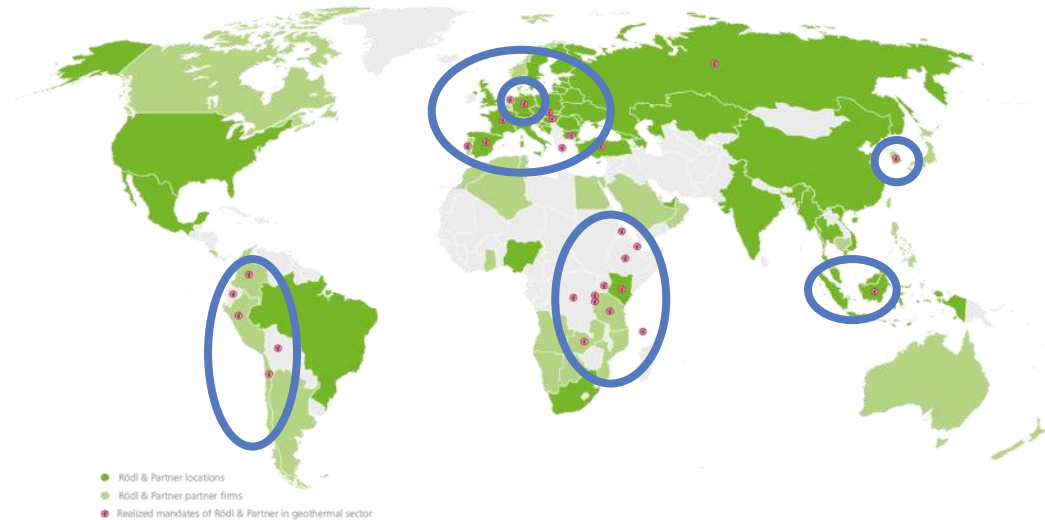 Rödl & Partner locations
Rödl & Partner partner firms
Realized mandates of Rödl & Partner in geothermal sector